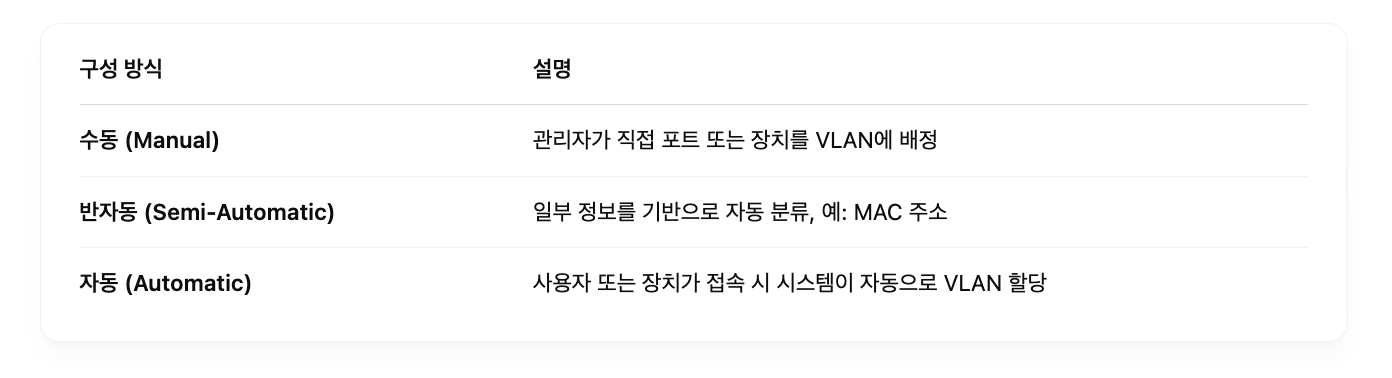 구성 방식 설명
수동 (Manual) 관리자가 직접 포트 또는 장치를 VLAN에 배정
반자동 (Semi-Automatic) 일부 정보를 기반으로 자동 분류, 예: MAC 주소
자동 (Automatic) 사용자 또는 장치가 접속 시 시스템이 자동으로 VLAN 할당